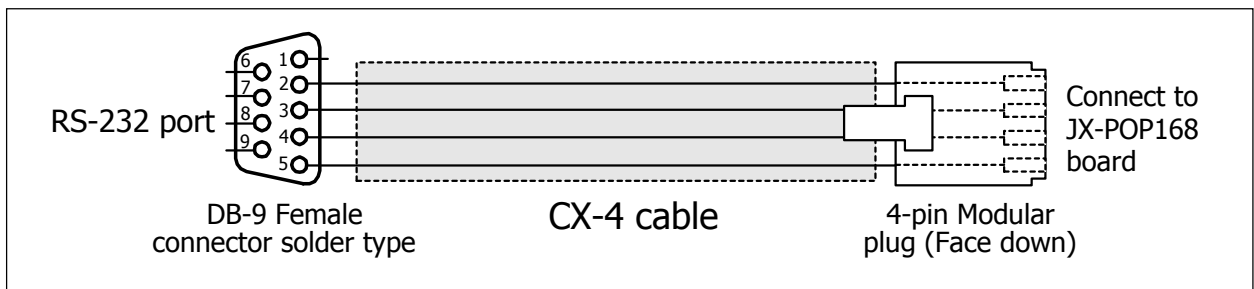 RS-232 port
6
7
8
9
1
2
3
4
5
DB-9 Female
connector solder type
CX-4 cable
4-pin Modular
plug (Face down)
Connect to
JX-POP168
board